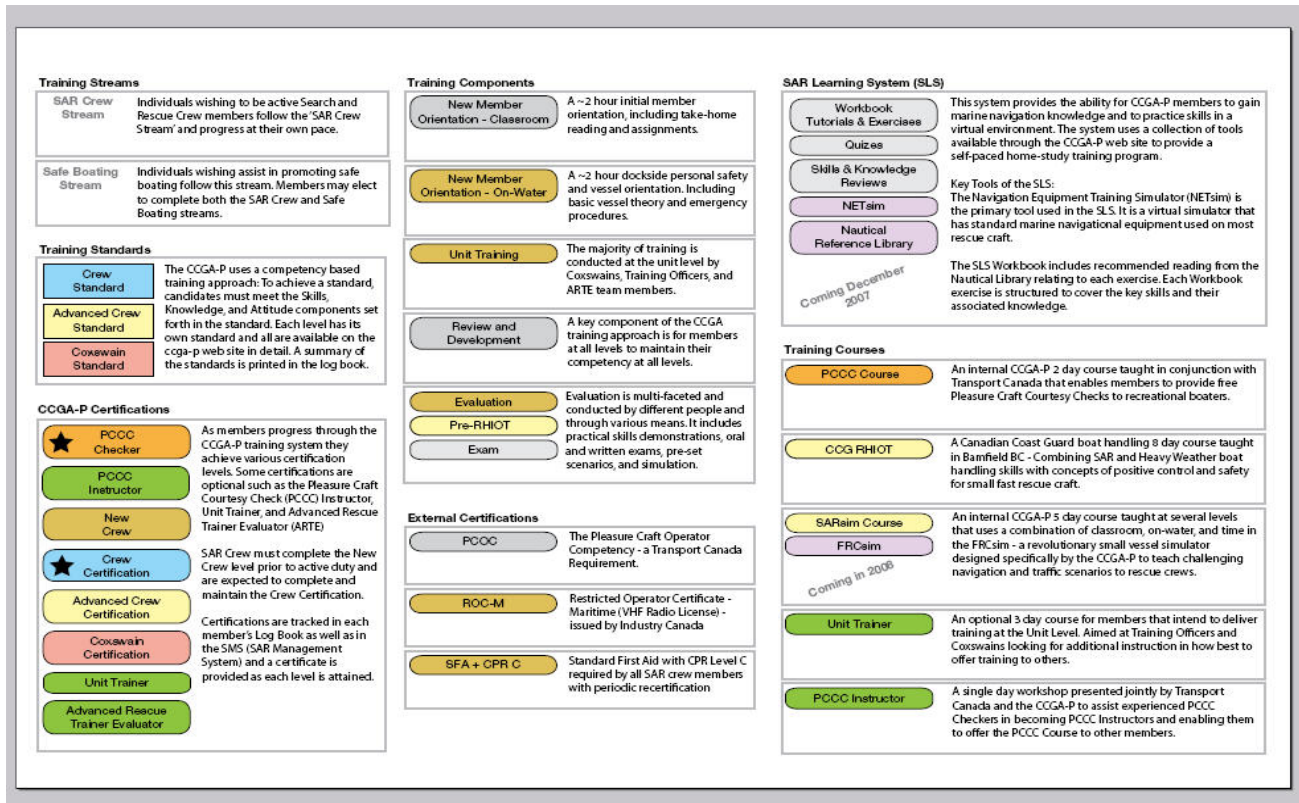 Training Streams
SAR Crew
Stream
Individuals wishing to be active Search and
Rescue Crew members follow the 'SAR Crew
Stream' and progress at their own pace.
Safe Boating
Stream
Individuals wishing assist in promoting safe
boating follow this stream. Members may elect
to complete both the SAR Crew and Safe
Boating streams.
Training Standards
Crew
Standard
Advanced Crew
Standard
Coxswain
Standard
The CCGA-P uses a competency based
training approach: To achieve a standard,
candidates must meet the Skills,
Knowledge, and Attitude components set
forth in the standard. Each level has its
own standard and all are available on the
ccga-p web site in detail. A summary of
the standards is printed in the log book.
CCGA-P Certifications
PCCC
Checker
PCCC
Instructor
New
Crew
Crew
Certification
Advanced Crew
Certification
Coxswain
Certification
Unit Trainer
Advanced Rescue
Trainer Evaluator
As members progress through the
CCGA-P training system they
achieve various certification
levels. Some certifications are
optional such as the Pleasure Craft
Courtesy Check (PCCC) Instructor,
Unit Trainer, and Advanced Rescue
Trainer Evaluator (ARTE)
SAR Crew must complete the New
Crew level prior to active duty and
are expected to complete and
maintain the Crew Certification.
Certifications are tracked in each
member's Log Book as well as in
the SMS (SAR Management
System) and a certificate is
provided as each level is attained.
Training Components
New Member
Orientation - Classroom
A ~2 hour initial member
orientation, including take-home
reading and assignments.
New Member
Orientation - On-Water
A ~2 hour dockside personal safety
and vessel orientation. Including
basic vessel theory and emergency
procedures.
Unit Training
The majority of training is
conducted at the unit level by
Coxswains, Training Officers, and
ARTE team members.
Review and
Development
A key component of the CCGA
training approach is for members
at all levels to maintain their
competency at all levels.
Evaluation
Pre-RHIOT
Exam
Evaluation is multi-faceted and
conducted by different people and
through various means. It includes
practical skills demonstrations, oral
and written exams, pre-set
scenarios, and simulation.
External Certifications
PCOC
The Pleasure Craft Operator
Competency - a Transport Canada
Requirement.
ROC-M
Restricted Operator Certificate -
Maritime (VHF Radio License) -
issued by Industry Canada
SFA + CPR C
Standard First Aid with CPR Level C
required by all SAR crew members
with periodic recertification
SAR Learning System (SLS)
Workbook
Tutorials & Exercises
Quizes
Skills & Knowledge
Reviews
NETsim
Nautical
Reference Library
Coming December
2007
This system provides the ability for CCGA-P members to gain
marine navigation knowledge and to practice skills in a
virtual environment. The system uses a collection of tools
available through the CCGA-P web site to provide a
self-paced home-study training program.
Key Tools of the SLS:
The Navigation Equipment Training Simulator (NETsim) is
the primary tool used in the SLS. It is a virtual simulator that
has standard marine navigational equipment used on most
rescue craft.
The SLS Workbook includes recommended reading from the
Nautical Library relating to each exercise. Each Workbook
exercise is structured to cover the key skills and their
associated knowledge.
Training Courses
PCCC Course
An internal CCGA-P 2 day course taught in conjunction with
Transport Canada that enables members to provide free
Pleasure Craft Courtesy Checks to recreational boaters.
CCG RHIOT
A Canadian Coast Guard boat handling 8 day course taught
in Bamfield BC - Combining SAR and Heavy Weather boat
handling skills with concepts of positive control and safety
for small fast rescue craft.
SARsim Course
FRCsim
Coming in 2008
An internal CCGA-P 5 day course taught at several levels
that uses a combination of classroom, on-water, and time in
the FRCsim - a revolutionary small vessel simulator
designed specifically by the CCGA-P to teach challenging
navigation and traffic scenarios to rescue crews.
Unit Trainer
An optional 3 day course for members that intend to deliver
training at the Unit Level. Aimed at Training Officers and
Coxswains looking for additional instruction in how best to
offer training to others.
PCCC Instructor
A single day workshop presented jointly by Transport
Canada and the CCGA-P to assist experienced PCCC
Checkers in becoming PCCC Instructors and enabling them
to offer the PCCC Course to other members.